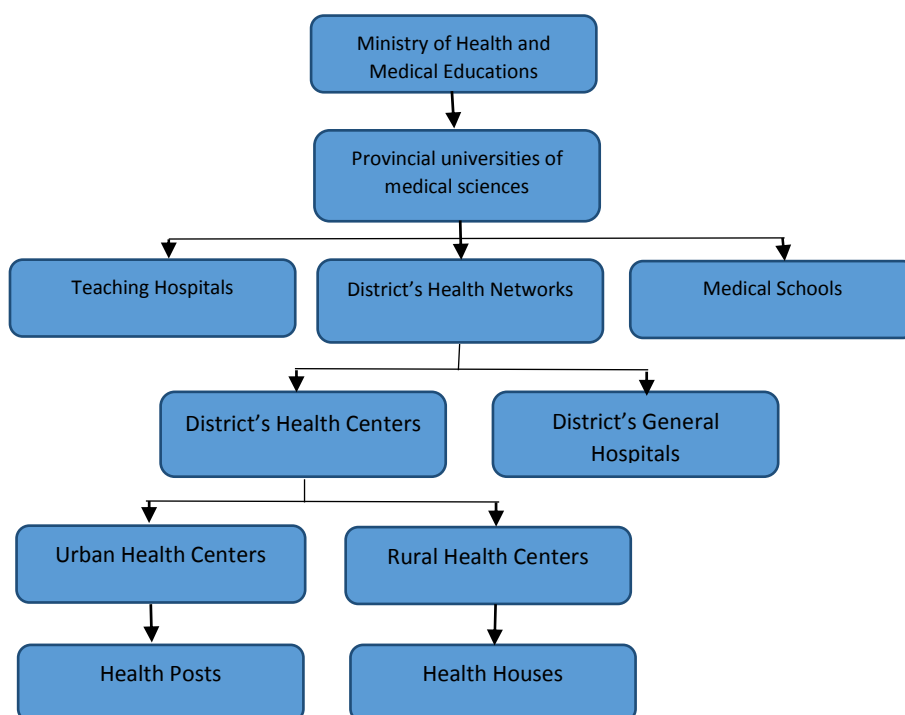 Ministry of Health and
Medical Educations
Provincial universities of
medical sciences
Teaching Hospitals
District’s Health Networks
Medical Schools
District’s Health Centers
District’s General
Hospitals
Urban Health Centers
Rural Health Centers
Health Posts
Health Houses